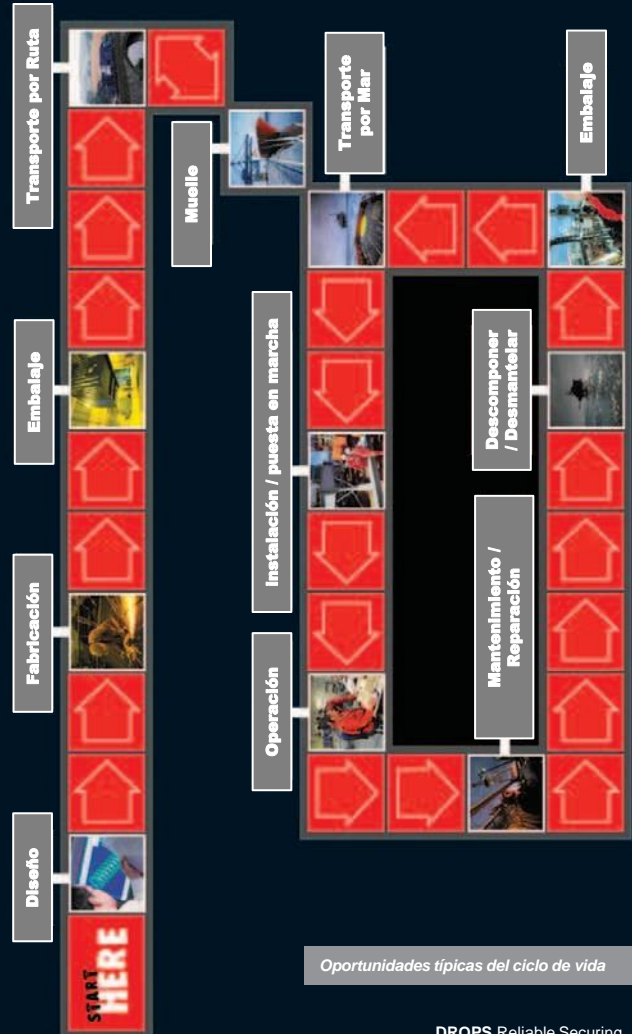 START
HERE
Diseño
Fabricación
Embalaje
Transporte por Ruta
Muelle
Transporte
por Mar
Instalación / puesta en marcha
Operación
Mantenimiento /
Reparación
Descomponer
/ Desmantelar
Embalaje
Oportunidades típicas del ciclo de vida
DROPS Reliable Securing